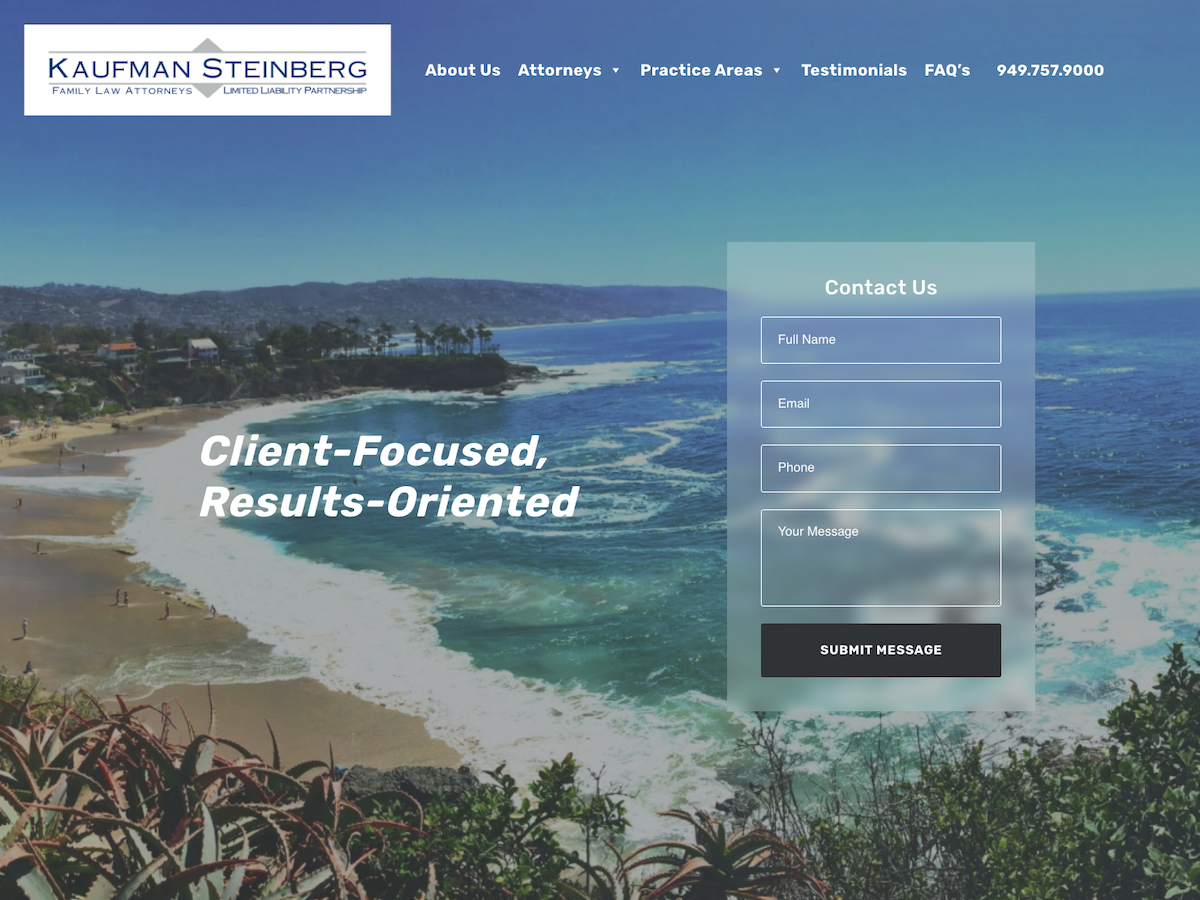 KAUFMAN STEINBERG
FAMILY LAW ATTORNEYS LIMITED LIABILITY PARTNERSHIP
About Us Attorneys Practice Areas Testimonials FAQ's 949.757.9000
Contact Us
Full Name
Email
Phone
Your Message
SUBMIT MESSAGE
Client-Focused,
Results-Oriented